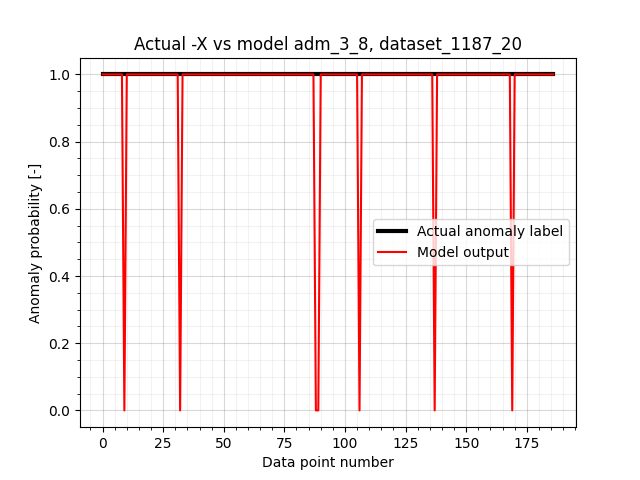 Actual -X vs model adm_3_8, dataset_1187_20
Anomaly probability [-]
1.0
0.8
0.6
0.4
0.2
0.0
Actual anomaly label
Model output
0 25 50 75 100 125 150 175
Data point number